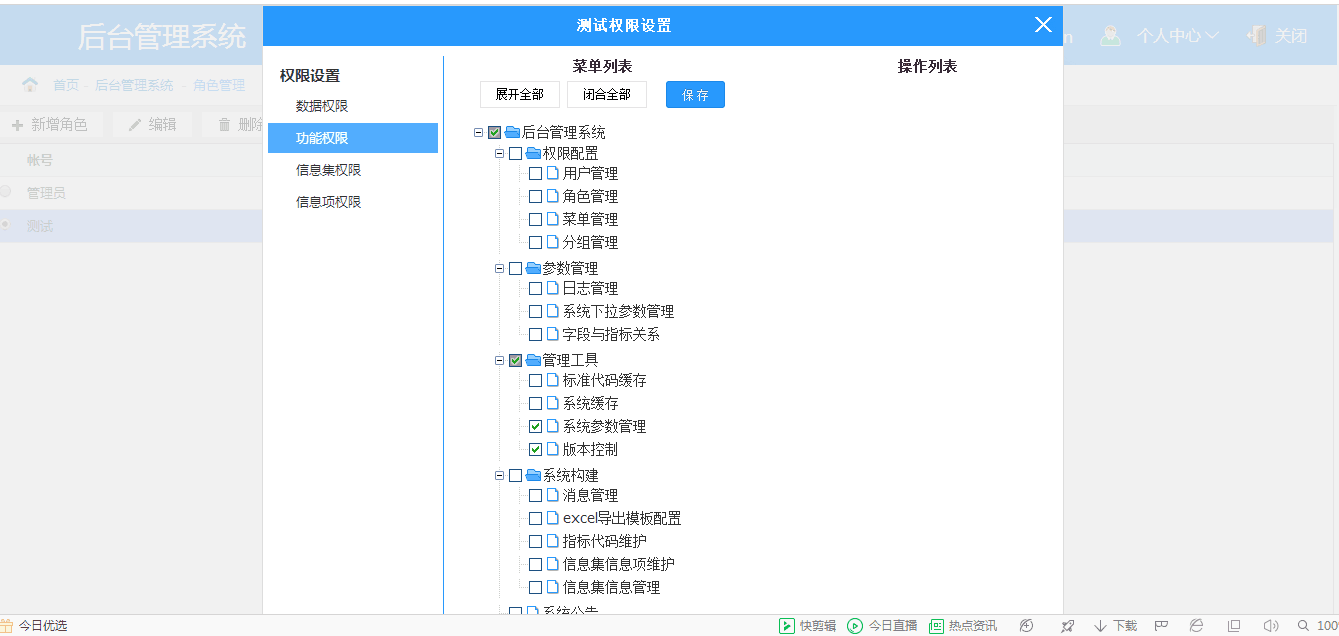 测试权限设置
后台管理系统
n
个人中心
关闭
首页 - 后台管理系统 - 角色管理
新增角色
编辑
删除
帐号
管理员
测试
权限设置
数据权限
功能权限
信息集权限
信息项权限
菜单列表
操作列表
展开全部
闭合全部
保存
后台管理系统
权限配置
用户管理
角色管理
菜单管理
分组管理
参数管理
日志管理
系统下拉参数管理
字段与指标关系
管理工具
标准代码缓存
系统缓存
系统参数管理
版本控制
系统构建
消息管理
excel导出模板配置
指标代码维护
信息集信息项维护
信息集信息管理
系统公告
今日优选
快剪辑
今日直播
热点资讯
下载
100